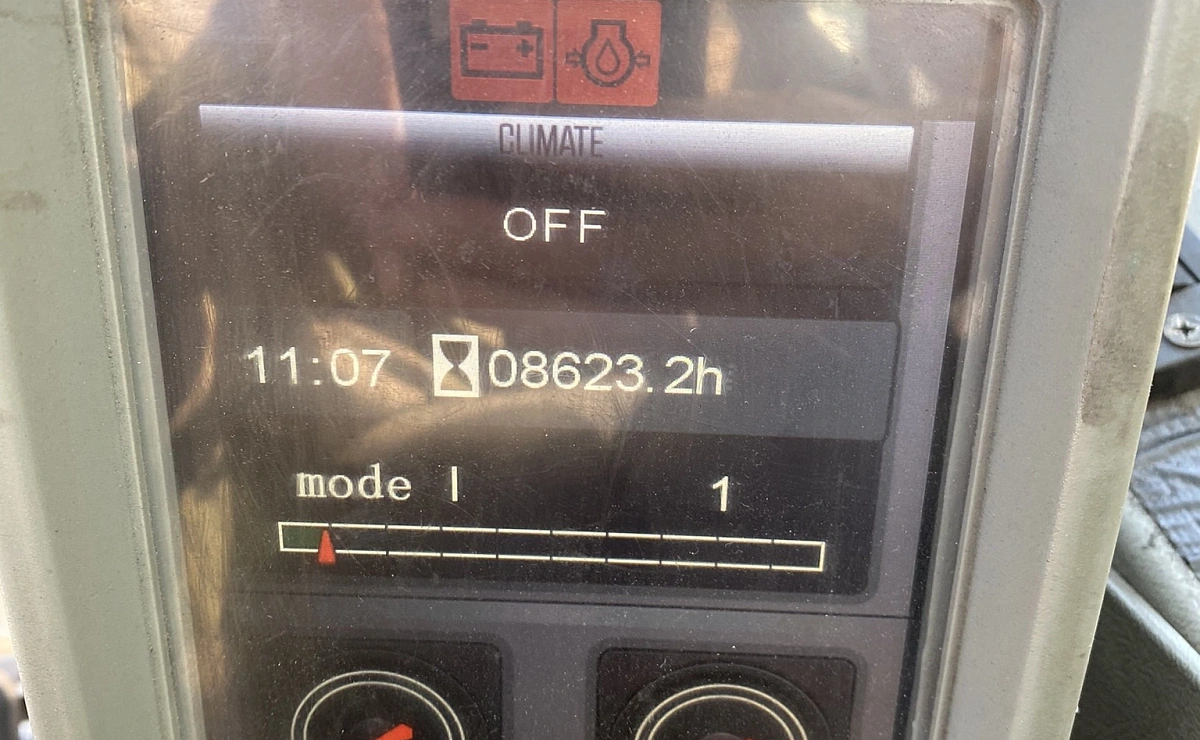 CLIMATE
OFF
11:07 08623.2h
mode I 1